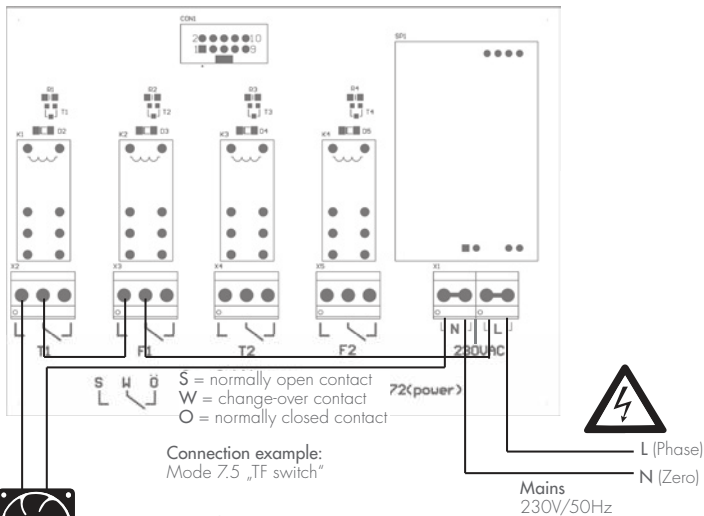 CON1
2 10
1 9
SP1
R1 R2 R3 R4
T1 T2 T3 T4
D2 D3 D4 D5
K1 K2 K3 K4
X2 X3 X4 X5 X1
N L
T1 F1 T2 F2 230VAC
S W Ö
S = normally open contact
W = change-over contact
O = normally closed contact
72(power)
Connection example:
Mode 7.5 „TF switch“
L (Phase)
N (Zero)
Mains
230V/50Hz